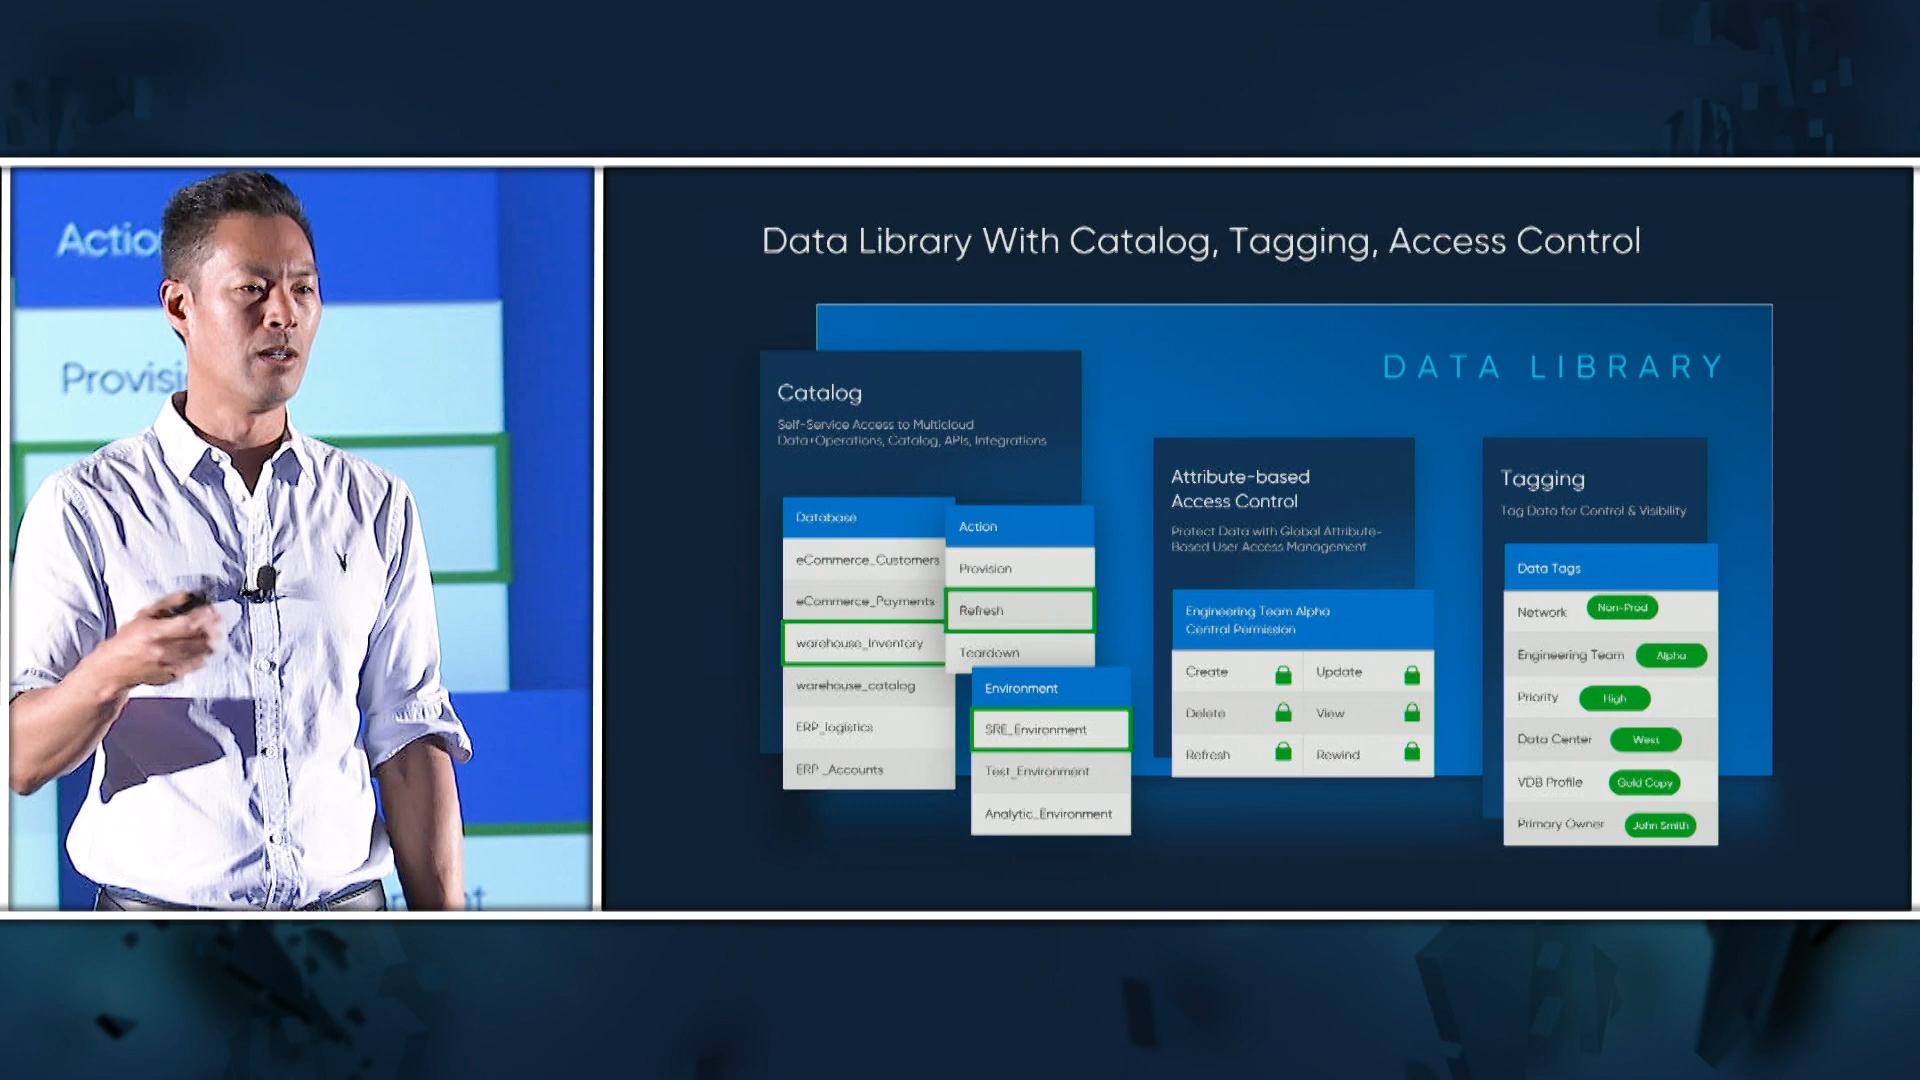 Actio
Provisi
Data Library With Catalog, Tagging, Access Control
DATA LIBRARY
Catalog
Self-Service Access to Multicloud
Data+Operations, Catalog, APIs, Integrations
Database
eCommerce_Customers
eCommerce_Payments
warehouse_Inventory
warehouse_catalog
ERP_logistics
ERP _Accounts
Action
Provision
Refresh
Teardown
Environment
SRE_Environment
Test_Environment
Analytic_Environment
Attribute-based
Access Control
Protect Data with Global Attribute-
Based User Access Management
Engineering Team Alpha
Central Permission
Create Update
Delete View
Refresh Rewind
Tagging
Tag Data for Control & Visibility
Data Tags
Network Non-Prod
Engineering Team Alpha
Priority High
Data Center West
VDB Profile Gold Copy
Primary Owner John Smith